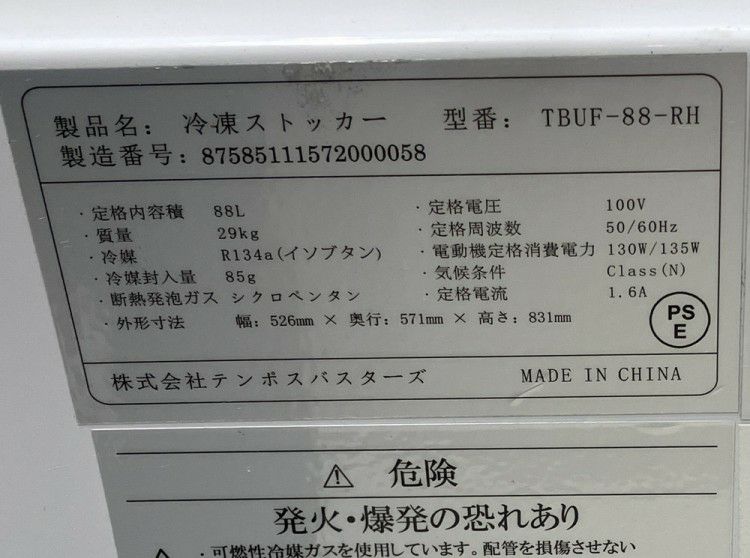 製品名: 冷凍ストッカー 型番: TBUF-88-RH
製造番号: 87585111572000058
・定格内容積 88L
・質量 29kg
・冷媒 R134a(イソブタン)
・冷媒封入量 85g
・断熱発泡ガス シクロペンタン
・外形寸法 幅: 526mm × 奥行: 571mm × 高さ: 831mm
・定格電圧 100V
・定格周波数 50/60Hz
・電動機定格消費電力 130W/135W
・気候条件 Class(N)
・定格電流 1.6A
PS
E
株式会社テンポスバスターズ MADE IN CHINA
⚠ 危険
発火・爆発の恐れあり
・可燃性冷媒ガスを使用しています。配管を損傷させない